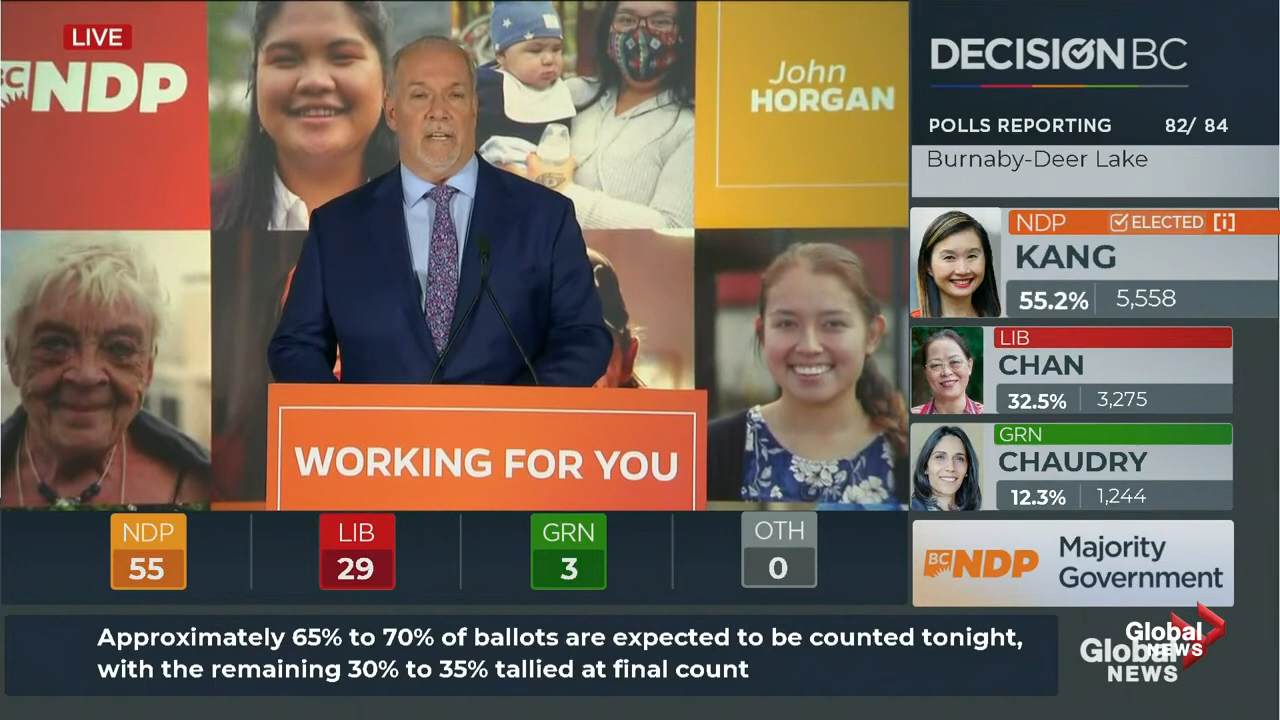 LIVE
BC NDP
John
HORGAN
WORKING FOR YOU
DECISION BC
POLLS REPORTING 82/ 84
Burnaby-Deer Lake
NDP ELECTED [i]
KANG
55.2% 5,558
LIB
CHAN
32.5% 3,275
GRN
CHAUDRY
12.3% 1,244
NDP LIB GRN OTH
55 29 3 0
BC NDP Majority
Government
Approximately 65% to 70% of ballots are expected to be counted tonight,
with the remaining 30% to 35% tallied at final count
Global
NEWS
Global
NEWS